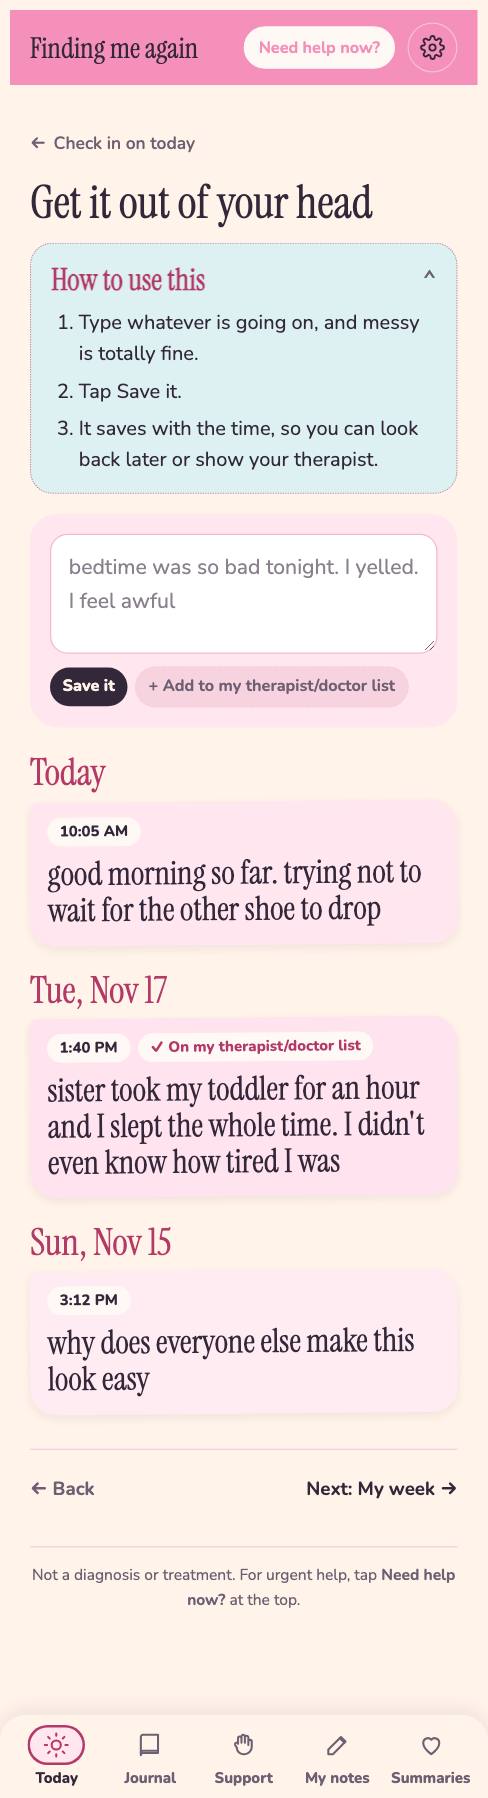 Finding me again
Need help now?
← Check in on today
Get it out of your head
How to use this
1. Type whatever is going on, and messy
is totally fine.
2. Tap Save it.
3. It saves with the time, so you can look
back later or show your therapist.
bedtime was so bad tonight. I yelled.
I feel awful
Save it
+ Add to my therapist/doctor list
Today
10:05 AM
good morning so far. trying not to
wait for the other shoe to drop
Tue, Nov 17
1:40 PM
✓ On my therapist/doctor list
sister took my toddler for an hour
and I slept the whole time. I didn't
even know how tired I was
Sun, Nov 15
3:12 PM
why does everyone else make this
look easy
← Back
Next: My week →
Not a diagnosis or treatment. For urgent help, tap Need help
now? at the top.
Today
Journal
Support
My notes
Summaries